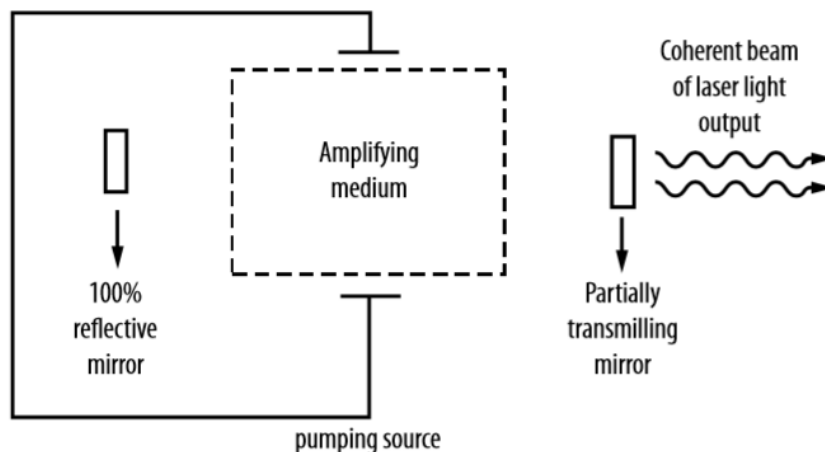 Coherent beam
of laser light
output
Amplifying
medium
100%
reflective
mirror
Partially
transmilling
mirror
pumping source